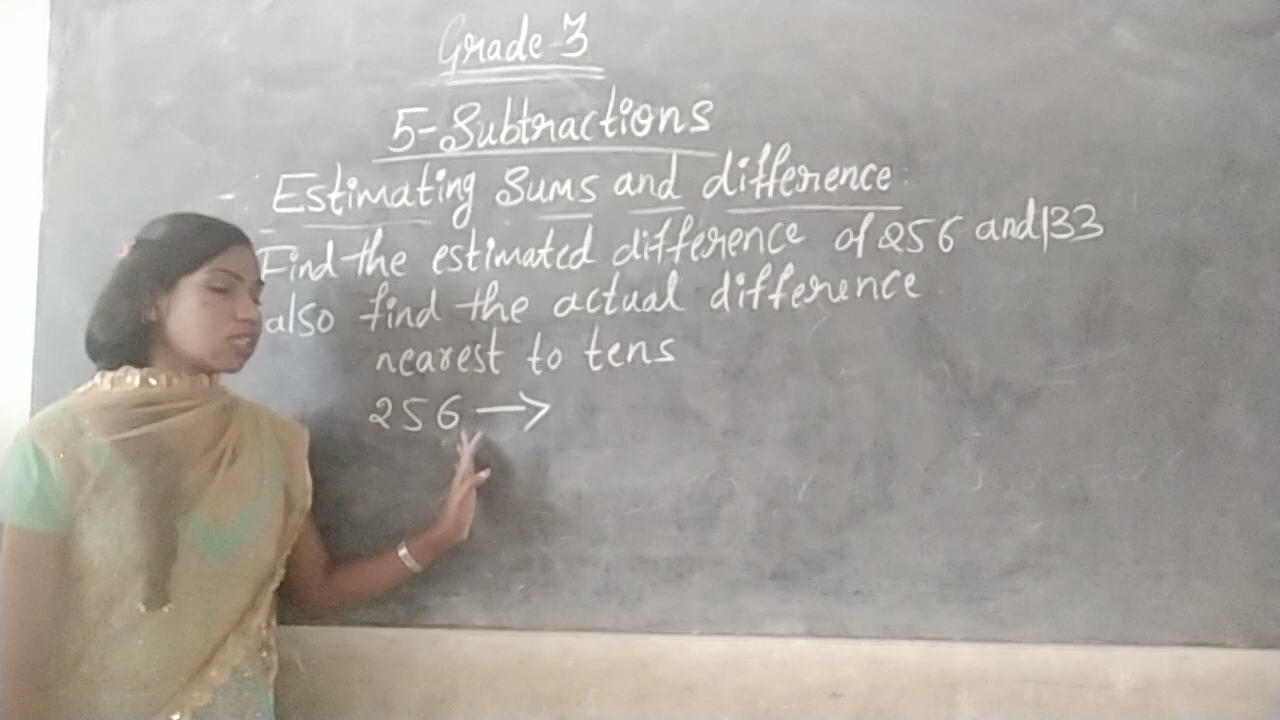 Grade-3
5-Subtractions
- Estimating Sums and difference
Find the estimated difference of 256 and 133
also find the actual difference
nearest to tens
256 →